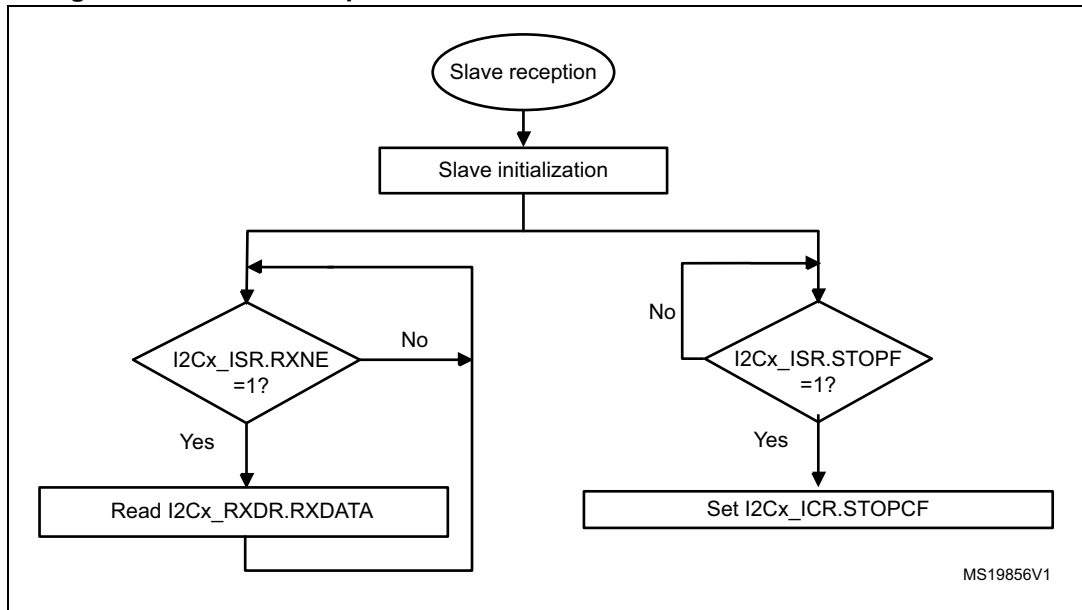 Slave reception
Slave initialization
No
No
I2Cx_ISR.RXNE
=1?
I2Cx_ISR.STOPF
=1?
Yes
Yes
Read I2Cx_RXDR.RXDATA
Set I2Cx_ICR.STOPCF
MS19856V1